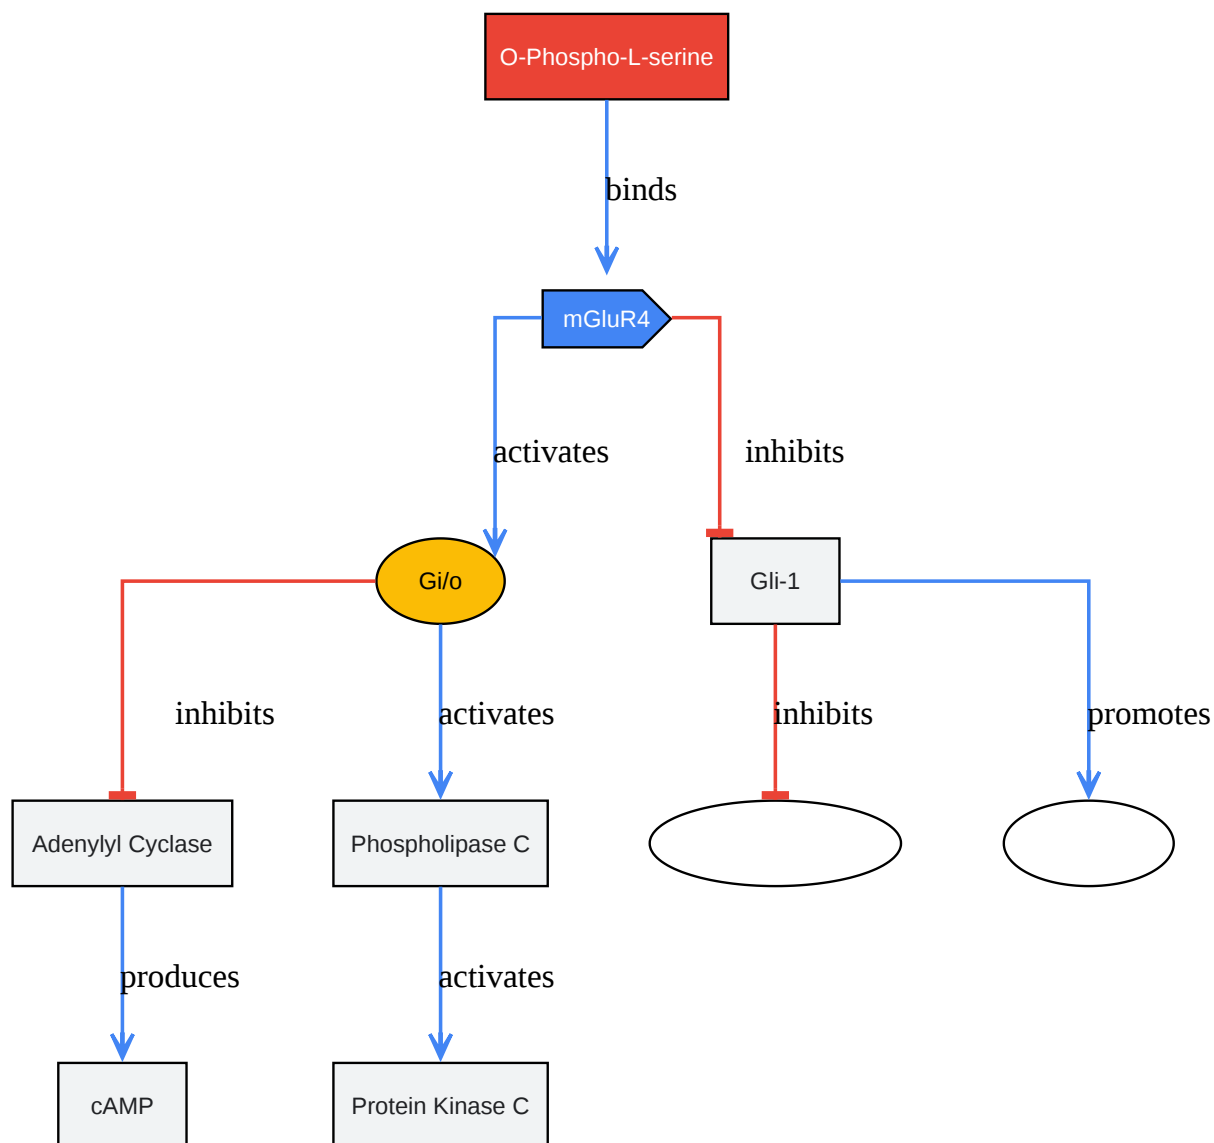 O-Phospho-L-serine
binds
mGluR4
activates
inhibits
Gi/o
Gli-1
inhibits
activates
inhibits
promotes
Adenylyl Cyclase
Phospholipase C
produces
activates
cAMP
Protein Kinase C